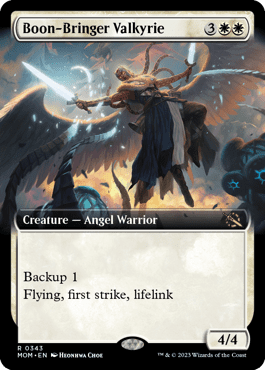 Boon-Bringer Valkyrie 3
Creature — Angel Warrior
Backup 1
Flying, first strike, lifelink
4/4
R 0343
MOM • EN HEONHWA CHOE
™ & © 2023 Wizards of the Coast